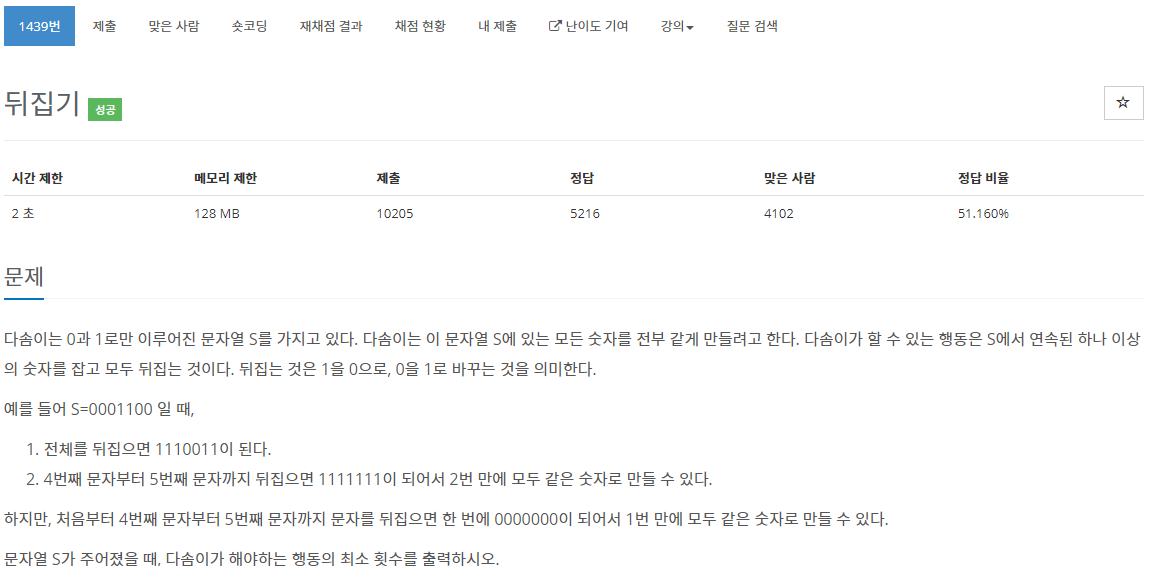 1439번 제출 맞은 사람 숏코딩 재채점 결과 채점 현황 내 제출 난이도 기여 강의 질문 검색
뒤집기 성공
시간 제한 메모리 제한 제출 정답 맞은 사람 정답 비율
2 초 128 MB 10205 5216 4102 51.160%
문제
다솜이는 0과 1로만 이루어진 문자열 S를 가지고 있다. 다솜이는 이 문자열 S에 있는 모든 숫자를 전부 같게 만들려고 한다. 다솜이가 할 수 있는 행동은 S에서 연속된 하나 이상
의 숫자를 잡고 모두 뒤집는 것이다. 뒤집는 것은 1을 0으로, 0을 1로 바꾸는 것을 의미한다.
예를 들어 S=0001100 일 때,
1. 전체를 뒤집으면 1110011이 된다.
2. 4번째 문자부터 5번째 문자까지 뒤집으면 1111111이 되어서 2번 만에 모두 같은 숫자로 만들 수 있다.
하지만, 처음부터 4번째 문자부터 5번째 문자까지 문자를 뒤집으면 한 번에 0000000이 되어서 1번 만에 모두 같은 숫자로 만들 수 있다.
문자열 S가 주어졌을 때, 다솜이가 해야하는 행동의 최소 횟수를 출력하시오.